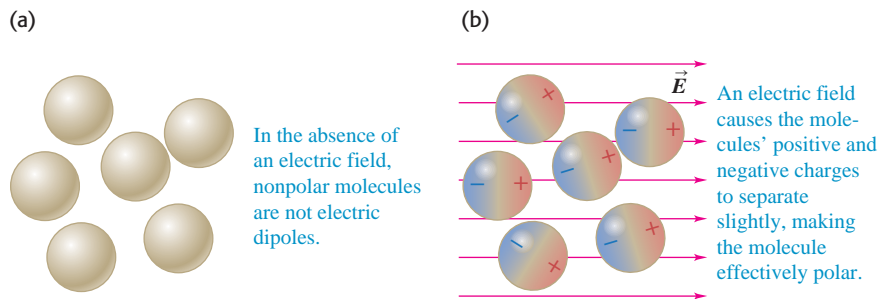 (a)
In the absence of
an electric field,
nonpolar molecules
are not electric
dipoles.
(b)
E
An electric field
causes the mole-
cules' positive and
negative charges
to separate
slightly, making
the molecule
effectively polar.
+
−
−
+
−
+
−
+
−
+
−
+